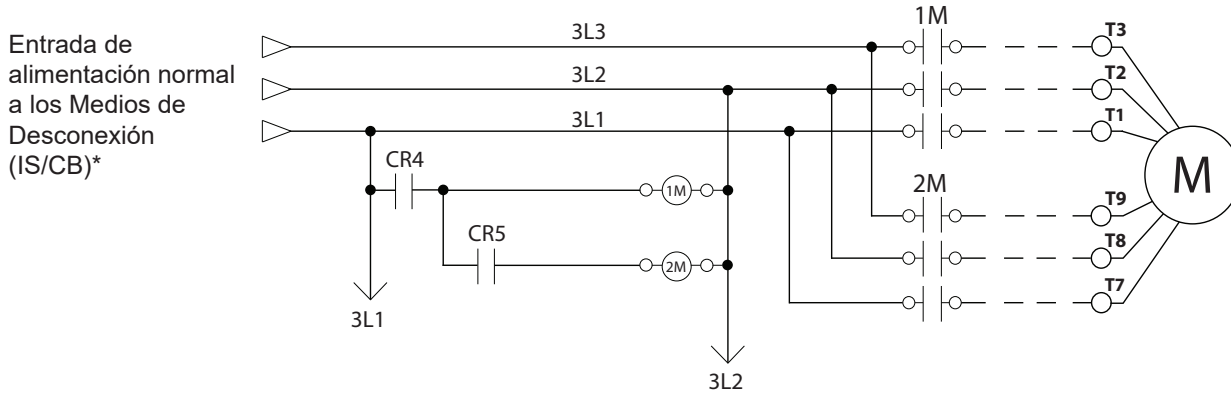 Entrada de
alimentación normal
a los Medios de
Desconexión
(IS/CB)*
3L3
3L2
3L1
1M
T3
T2
T1
CR4
1M
CR5
2M
2M
T9
T8
T7
M
3L1
3L2